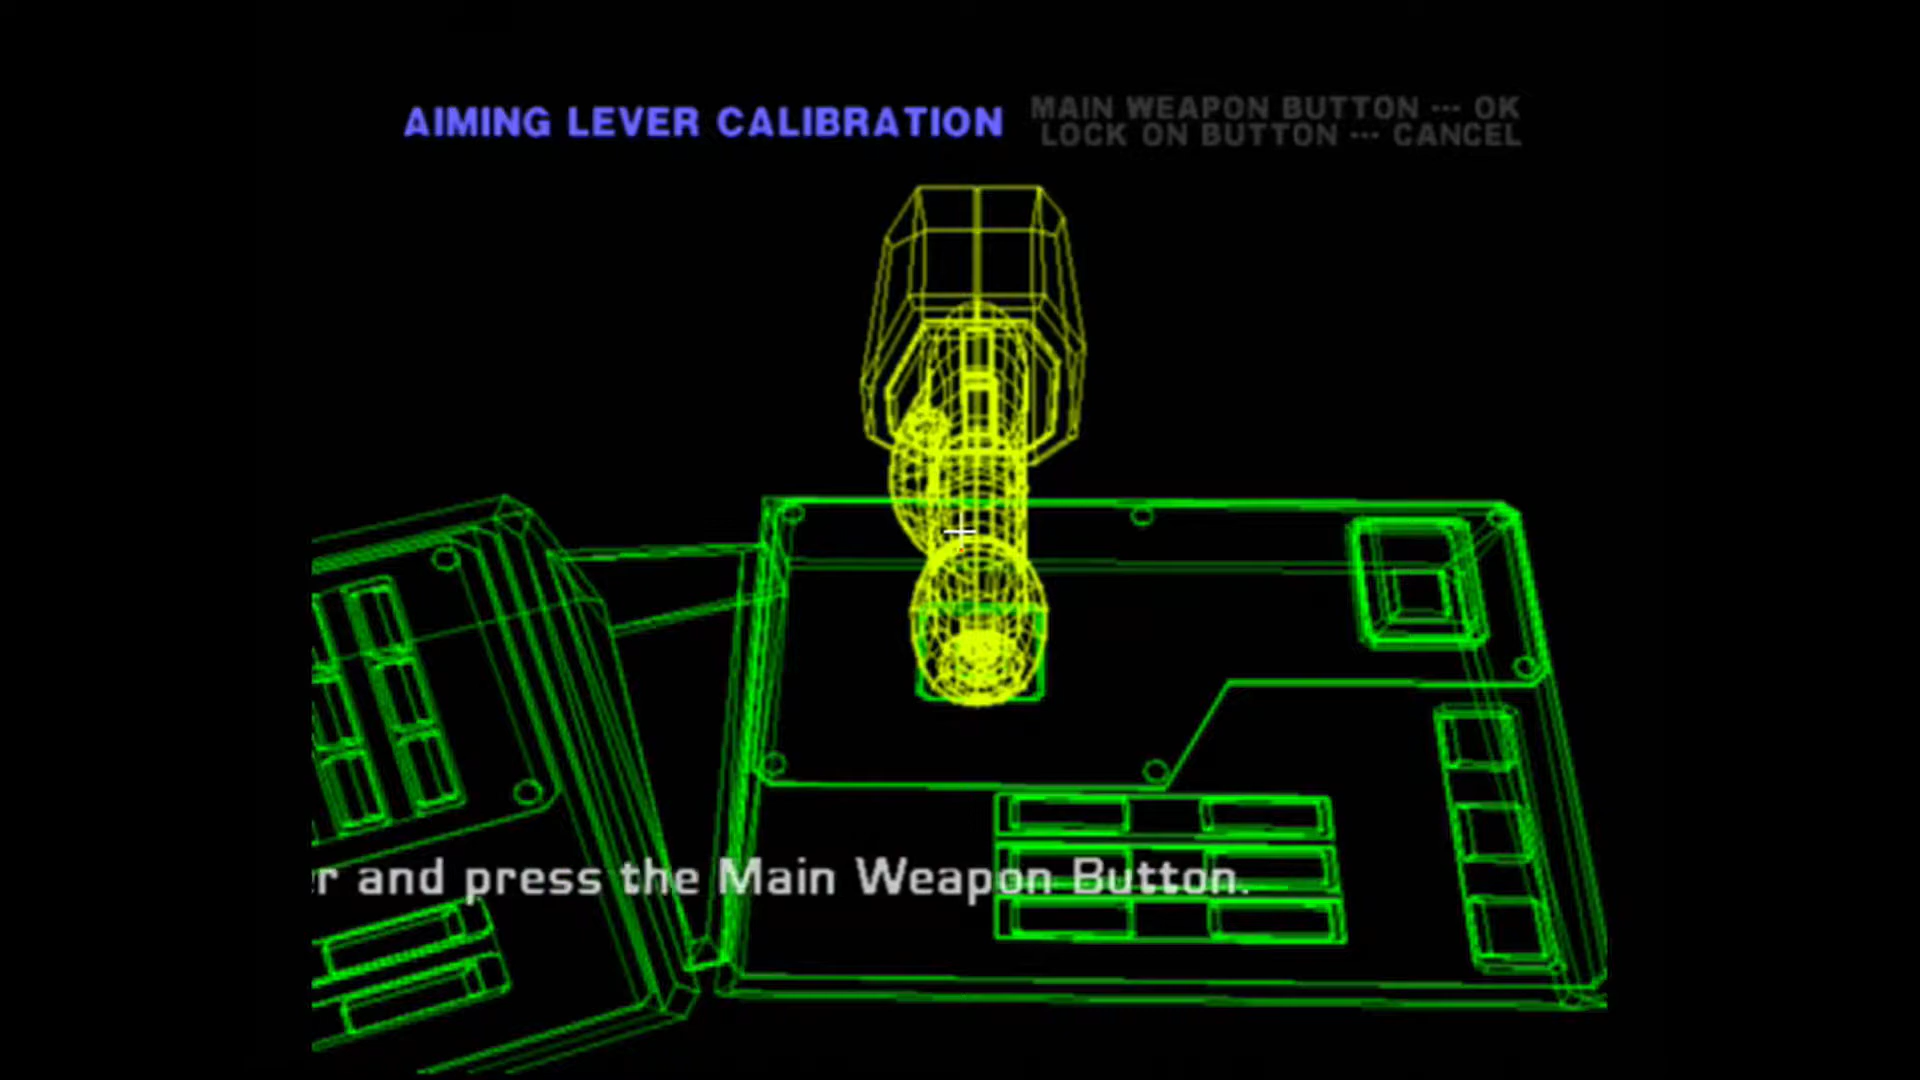 AIMING LEVER CALIBRATION
MAIN WEAPON BUTTON --- OK
LOCK ON BUTTON --- CANCEL
and press the Main Weapon Button.